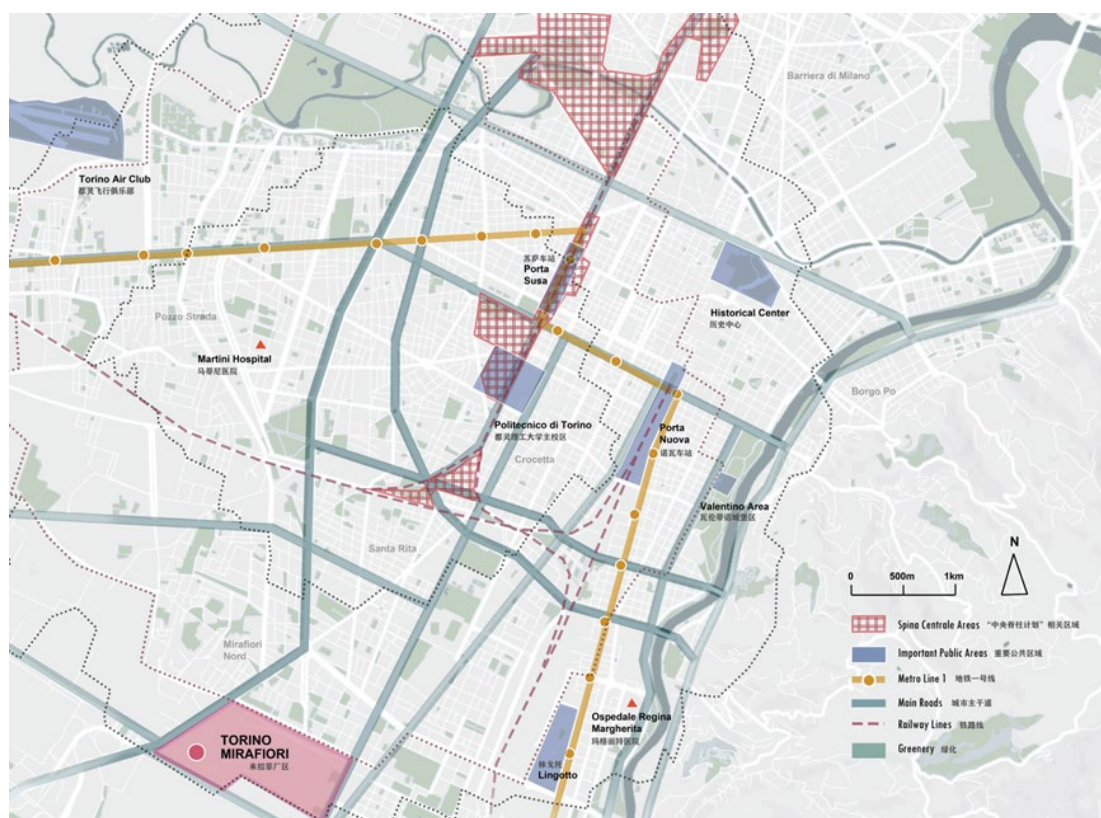 Barriera di Milano
Torino Air Club
都灵飞行俱乐部
苏萨车站
Porta
Susa
Historical Center
历史中心
Pozzo Strada
Martini Hospital
马蒂尼医院
Borgo Po
Politecnico di Torino
都灵理工大学主校区
Porta
Nuova
诺瓦车站
Crocetta
Valentino Area
瓦伦蒂诺城堡区
Santa Rita
N
0 500m 1km
Spina Centrale Areas "中央脊柱计划"相关区域
Important Public Areas 重要公共区域
Metro Line 1 地铁一号线
Main Roads 城市主干道
Railway Lines 铁路线
Greenery 绿化
Mirafiori
Nord
Ospedale Regina
Margherita
玛格丽特医院
TORINO
MIRAFIORI
米拉菲厂区
林戈托
Lingotto